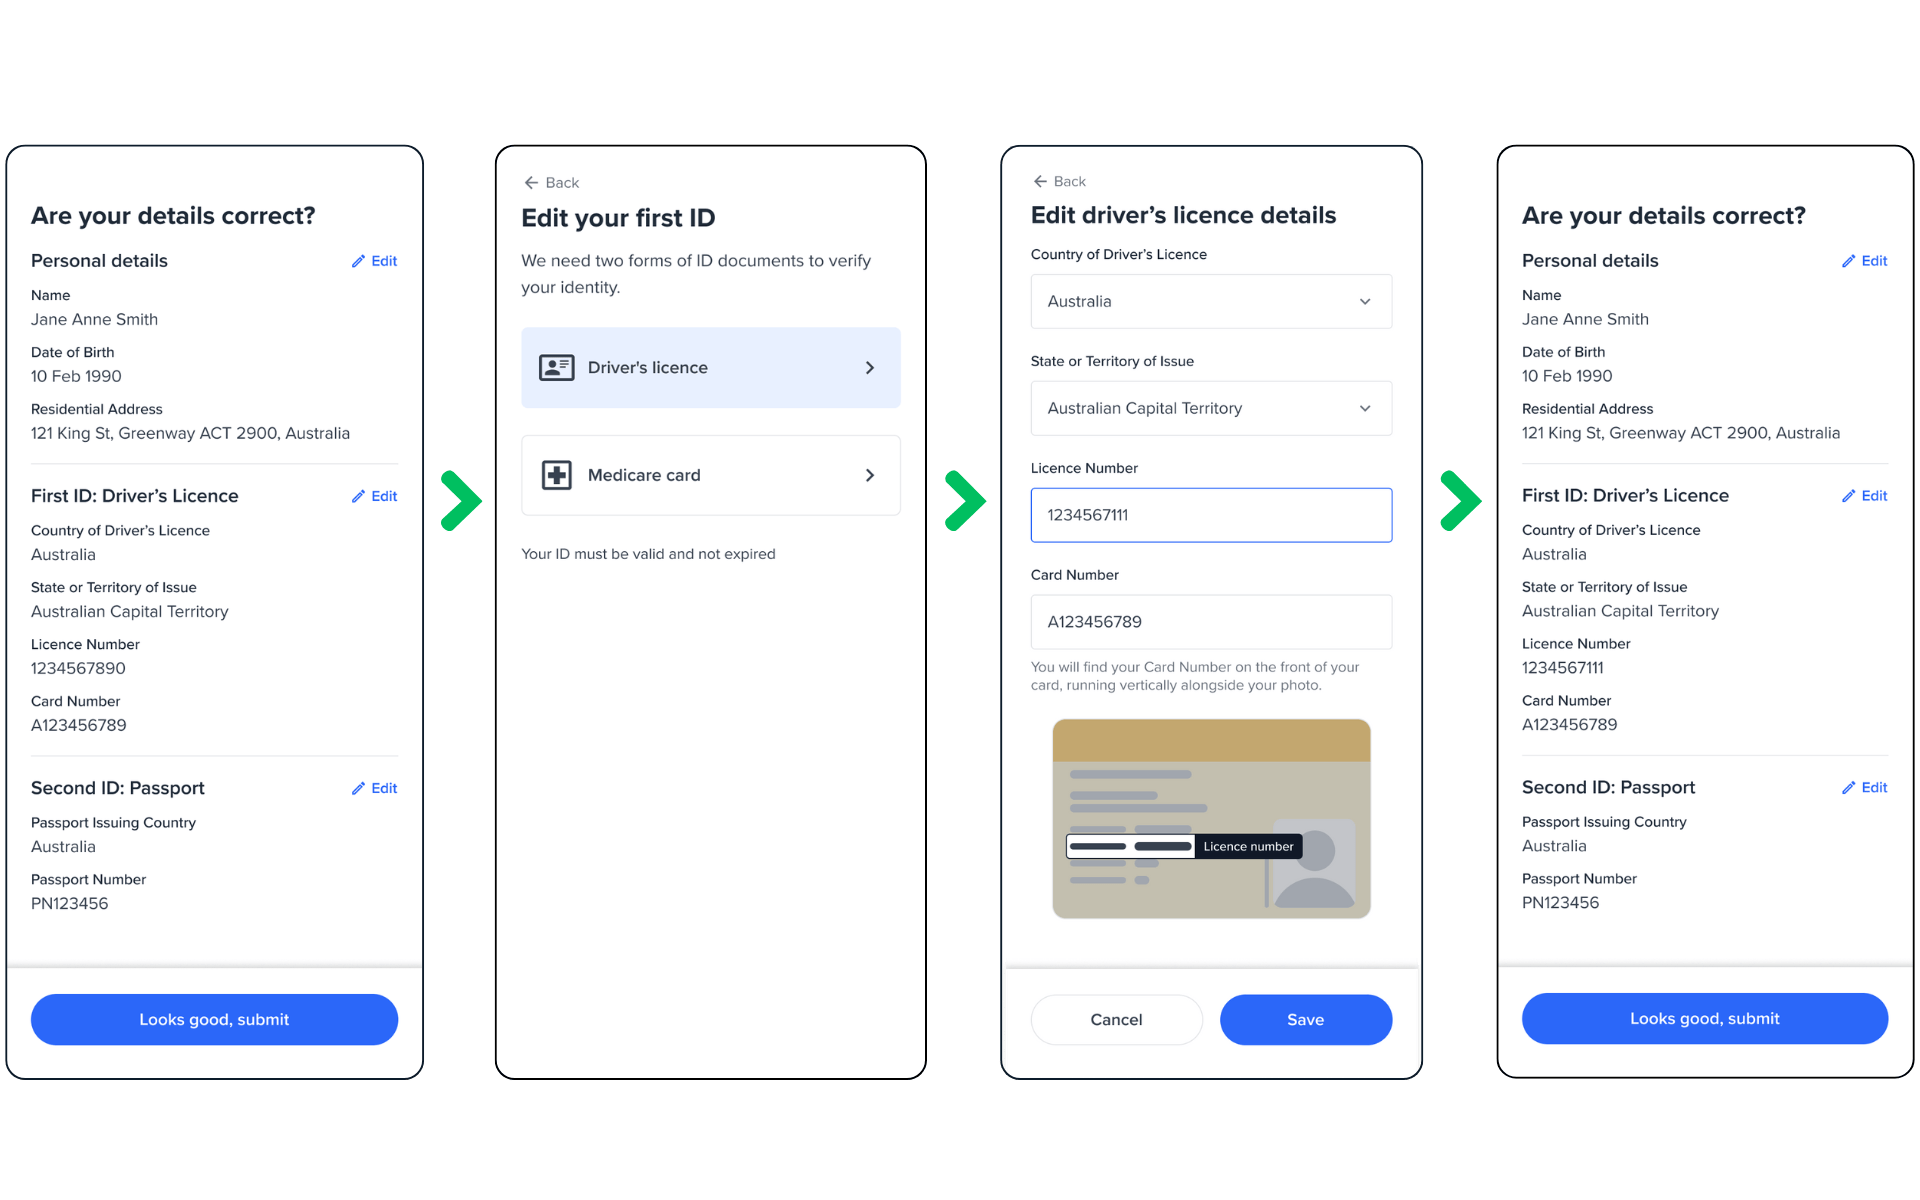 Are your details correct?
Personal details
Edit
Name
Jane Anne Smith
Date of Birth
10 Feb 1990
Residential Address
121 King St, Greenway ACT 2900, Australia
First ID: Driver’s Licence
Edit
Country of Driver’s Licence
Australia
State or Territory of Issue
Australian Capital Territory
Licence Number
1234567890
Card Number
A123456789
Second ID: Passport
Edit
Passport Issuing Country
Australia
Passport Number
PN123456
Looks good, submit
Back
Edit your first ID
We need two forms of ID documents to verify
your identity.
Driver's licence
Medicare card
Your ID must be valid and not expired
Back
Edit driver’s licence details
Country of Driver’s Licence
Australia
State or Territory of Issue
Australian Capital Territory
Licence Number
1234567111
Card Number
A123456789
You will find your Card Number on the front of your
card, running vertically alongside your photo.
Licence number
Cancel
Save
Are your details correct?
Personal details
Edit
Name
Jane Anne Smith
Date of Birth
10 Feb 1990
Residential Address
121 King St, Greenway ACT 2900, Australia
First ID: Driver’s Licence
Edit
Country of Driver’s Licence
Australia
State or Territory of Issue
Australian Capital Territory
Licence Number
1234567111
Card Number
A123456789
Second ID: Passport
Edit
Passport Issuing Country
Australia
Passport Number
PN123456
Looks good, submit